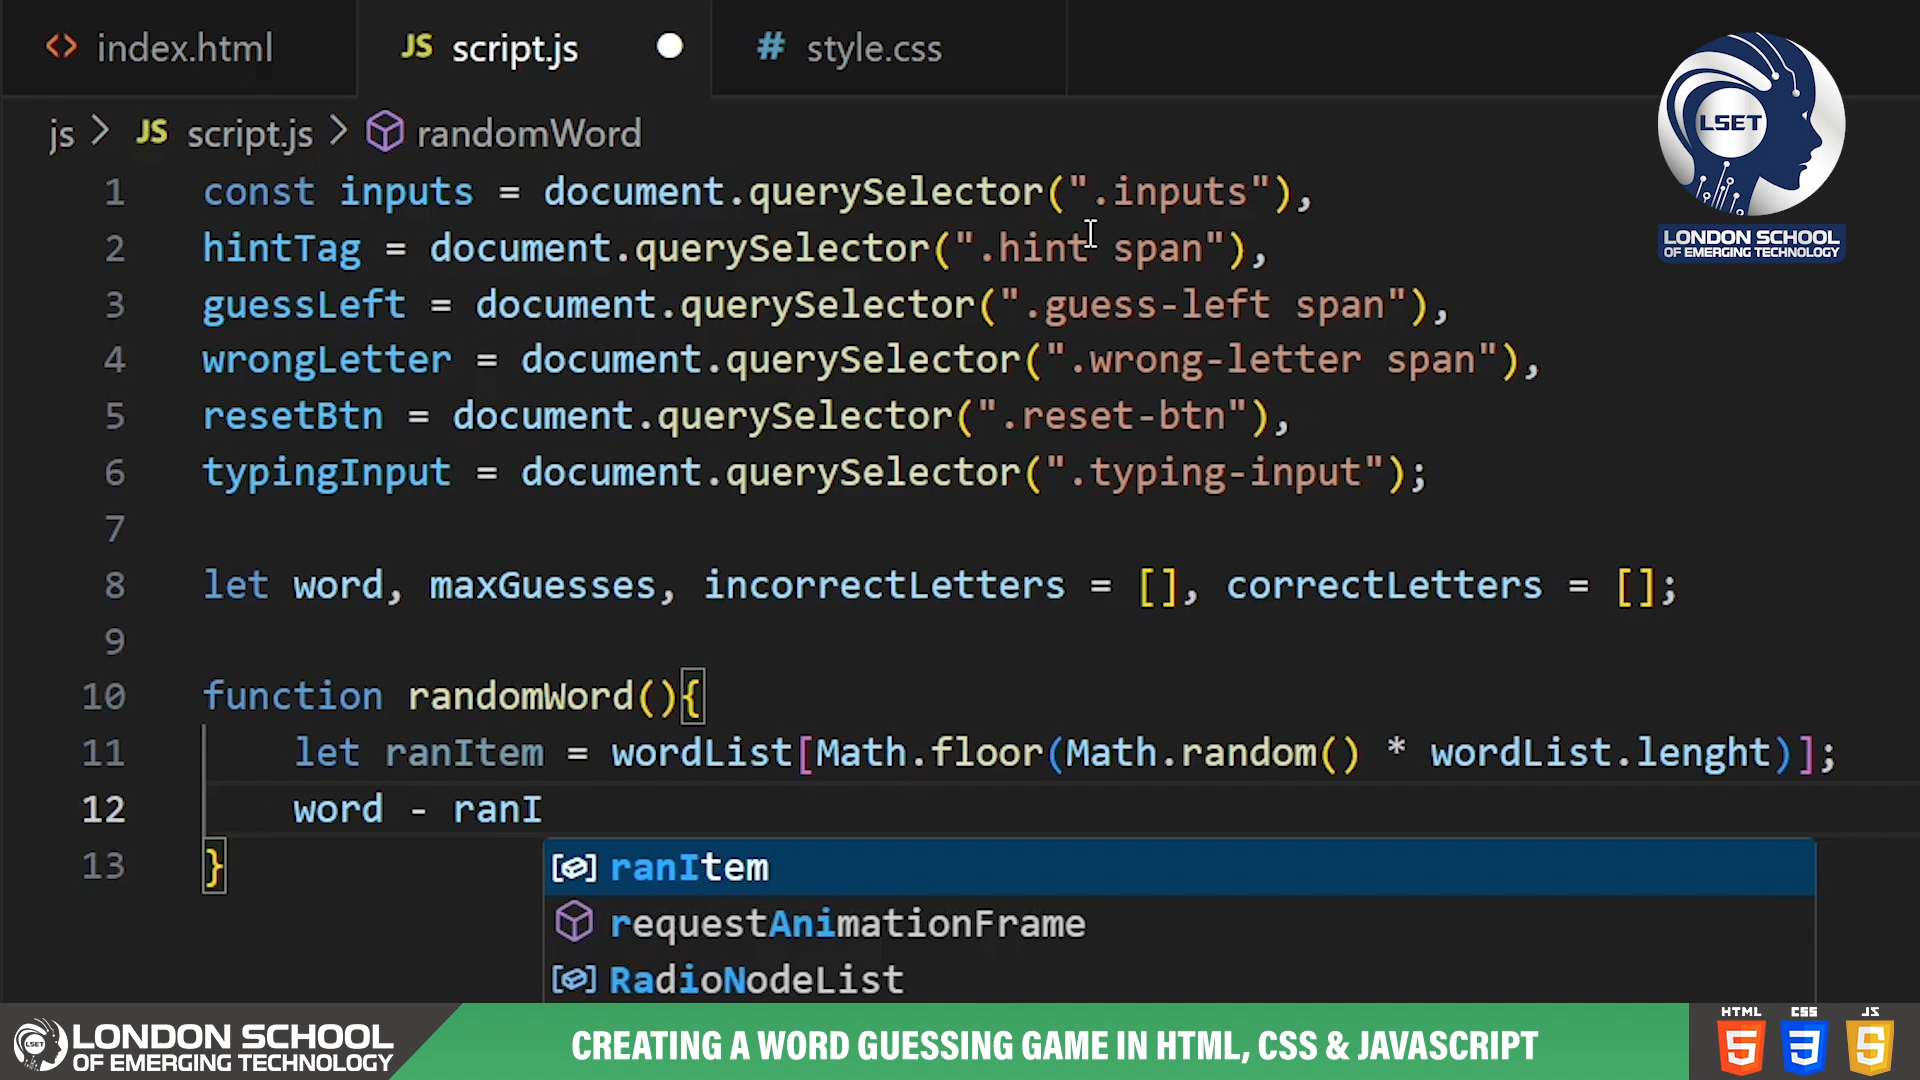 index.html
JS script.js
# style.css
LSET
LONDON SCHOOL
OF EMERGING TECHNOLOGY
js > JS script.js > randomWord
1 const inputs = document.querySelector(".inputs"),
2 hintTag = document.querySelector(".hint span"),
3 guessLeft = document.querySelector(".guess-left span"),
4 wrongLetter = document.querySelector(".wrong-letter span"),
5 resetBtn = document.querySelector(".reset-btn"),
6 typingInput = document.querySelector(".typing-input");
7
8 let word, maxGuesses, incorrectLetters = [], correctLetters = [];
9
10 function randomWord(){
11 let ranItem = wordList[Math.floor(Math.random() * wordList.lenght)];
12 word - ranI
13 }
ranItem
requestAnimationFrame
RadioNodeList
LSET
LONDON SCHOOL
OF EMERGING TECHNOLOGY
CREATING A WORD GUESSING GAME IN HTML, CSS & JAVASCRIPT
HTML CSS JS
5 3 5